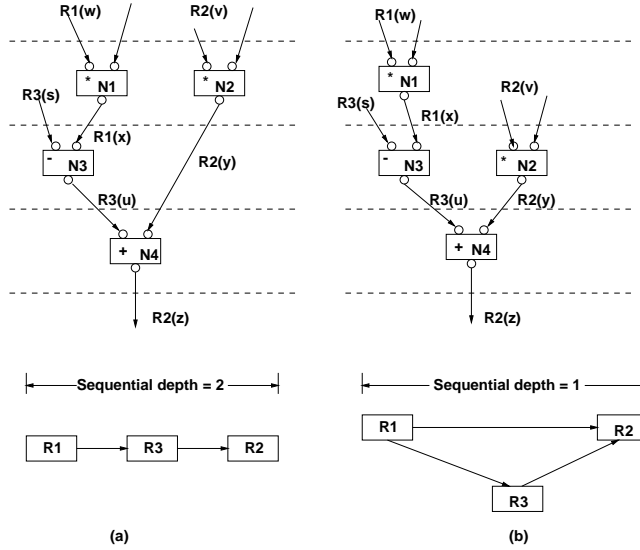 R1(w)
R2(v)
* N1
* N2
R3(s)
R1(x)
- N3
R2(y)
R3(u)
+ N4
R2(z)
Sequential depth = 2
R1
R3
R2
(a)
R1(w)
* N1
R2(v)
R3(s)
R1(x)
- N3
* N2
R3(u)
R2(y)
+ N4
R2(z)
Sequential depth = 1
R1
R2
R3
(b)